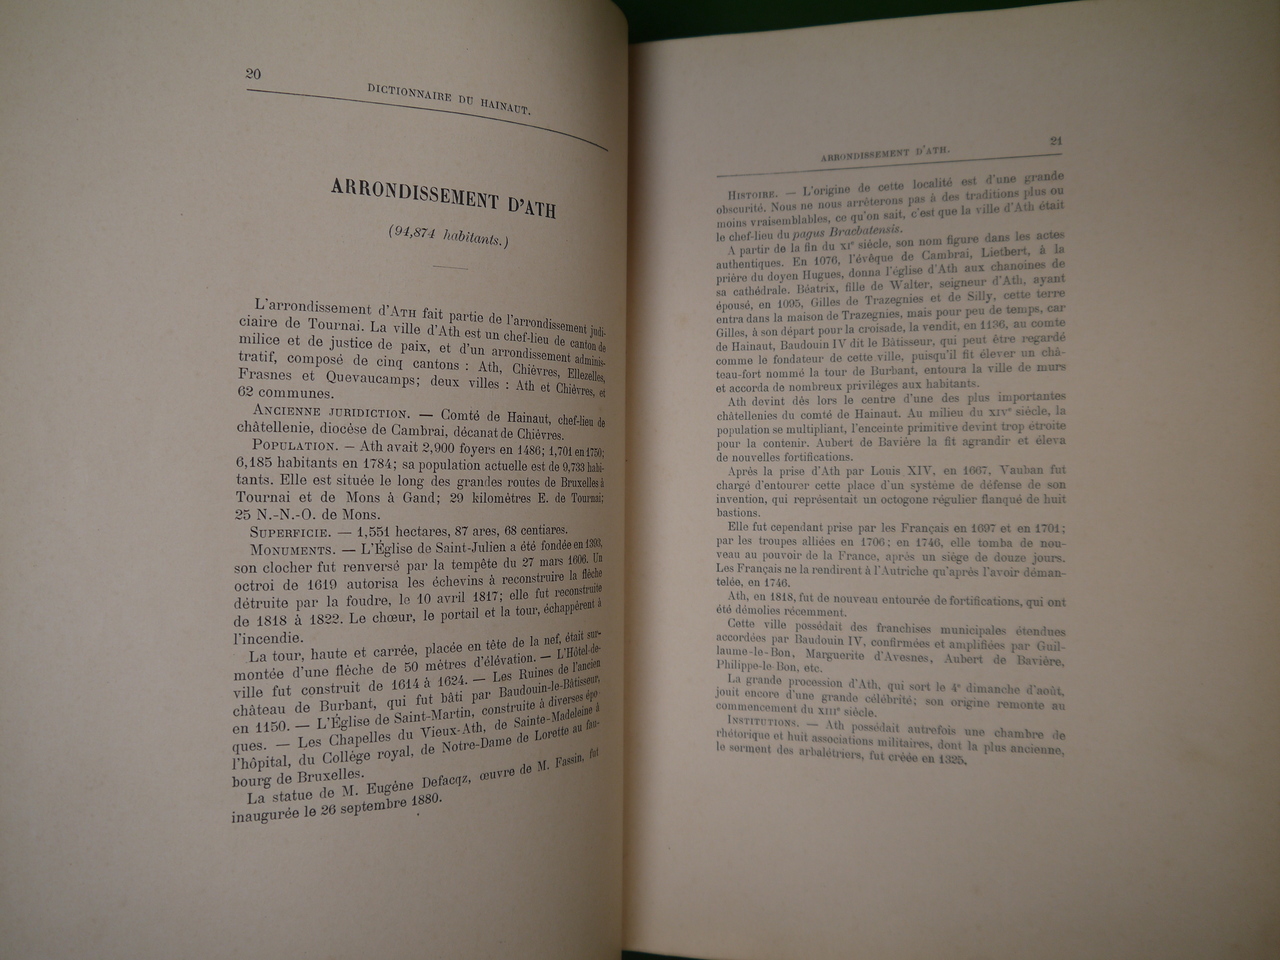 20
DICTIONNAIRE DU HAINAUT.
ARRONDISSEMENT D'ATH
(94,874 habitants.)
L'arrondissement d'ATH fait partie de l'arrondissement judi-
ciaire de Tournai. La ville d'Ath est un chef-lieu de canton de
milice et de justice de paix, et d'un arrondissement adminis-
tratif, composé de cinq cantons : Ath, Chièvres, Ellezelles,
Frasnes et Quevaucamps; deux villes : Ath et Chièvres, et
62 communes.
ANCIENNE JURIDICTION. — Comté de Hainaut, chef-lieu de
châtellenie, diocèse de Cambrai, décanat de Chièvres.
POPULATION. — Ath avait 2,900 foyers en 1486; 1,701 en 1750;
6,185 habitants en 1784; sa population actuelle est de 9,733 habi-
tants. Elle est située le long des grandes routes de Bruxelles à
Tournai et de Mons à Gand; 29 kilomètres E. de Tournai;
25 N.-N.-O. de Mons.
SUPERFICIE. — 1,551 hectares, 87 ares, 68 centiares.
MONUMENTS. — L'Église de Saint-Julien a été fondée en 1393,
son clocher fut renversé par la tempête du 27 mars 1606. Un
octroi de 1619 autorisa les échevins à reconstruire la flèche
détruite par la foudre, le 10 avril 1817; elle fut reconstruite
de 1818 à 1822. Le chœur, le portail et la tour, échappèrent à
l'incendie.
La tour, haute et carrée, placée en tête de la nef, était sur-
montée d'une flèche de 50 mètres d'élévation. — L'Hôtel-de-
ville fut construit de 1614 à 1624. — Les Ruines de l'ancien
château de Burbant, qui fut bâti par Baudouin-le-Bâtisseur,
en 1150. — L'Église de Saint-Martin, construite à diverses épo-
ques. — Les Chapelles du Vieux-Ath, de Sainte-Madeleine à
l'hôpital, du Collège royal, de Notre-Dame de Lorette au fau-
bourg de Bruxelles.
La statue de M. Eugène Defacqz, œuvre de M. Fassin, fut
inaugurée le 26 septembre 1880.
ARRONDISSEMENT D'ATH.
21
HISTOIRE. — L'origine de cette localité est d'une grande
obscurité. Nous ne nous arrêterons pas à des traditions plus ou
moins vraisemblables, ce qu'on sait, c'est que la ville d'Ath était
le chef-lieu du pagus Bracbatensis.
A partir de la fin du XIe siècle, son nom figure dans les actes
authentiques. En 1076, l'évêque de Cambrai, Lietbert, à la
prière du doyen Hugues, donna l'église d'Ath aux chanoines de
sa cathédrale. Béatrix, fille de Walter, seigneur d'Ath, ayant
épousé, en 1095, Gilles de Trazegnies et de Silly, cette terre
entra dans la maison de Trazegnies, mais pour peu de temps, car
Gilles, à son départ pour la croisade, la vendit, en 1136, au comte
de Hainaut, Baudouin IV dit le Bâtisseur, qui peut être regardé
comme le fondateur de cette ville, puisqu'il fit élever un châ-
teau-fort nommé la tour de Burbant, entoura la ville de murs
et accorda de nombreux privilèges aux habitants.
Ath devint dès lors le centre d'une des plus importantes
châtellenies du comté de Hainaut. Au milieu du XIVe siècle, la
population se multipliant, l'enceinte primitive devint trop étroite
pour la contenir. Aubert de Bavière la fit agrandir et éleva
de nouvelles fortifications.
Après la prise d'Ath par Louis XIV, en 1667, Vauban fut
chargé d'entourer cette place d'un système de défense de son
invention, qui représentait un octogone régulier flanqué de huit
bastions.
Elle fut cependant prise par les Français en 1697 et en 1701;
par les troupes alliées en 1706; en 1746, elle tomba de nou-
veau au pouvoir de la France, après un siège de douze jours.
Les Français ne la rendirent à l'Autriche qu'après l'avoir déman-
telée, en 1746.
Ath, en 1818, fut de nouveau entourée de fortifications, qui ont
été démolies récemment.
Cette ville possédait des franchises municipales étendues
accordées par Baudouin IV, confirmées et amplifiées par Guil-
laume-le-Bon, Marguerite d'Avesnes, Aubert de Bavière,
Philippe-le-Bon, etc.
La grande procession d'Ath, qui sort le 4e dimanche d'août,
jouit encore d'une grande célébrité; son origine remonte au
commencement du XIIIe siècle.
INSTITUTIONS. — Ath possédait autrefois une chambre de
rhétorique et huit associations militaires, dont la plus ancienne,
le serment des arbalétriers, fut créée en 1325,